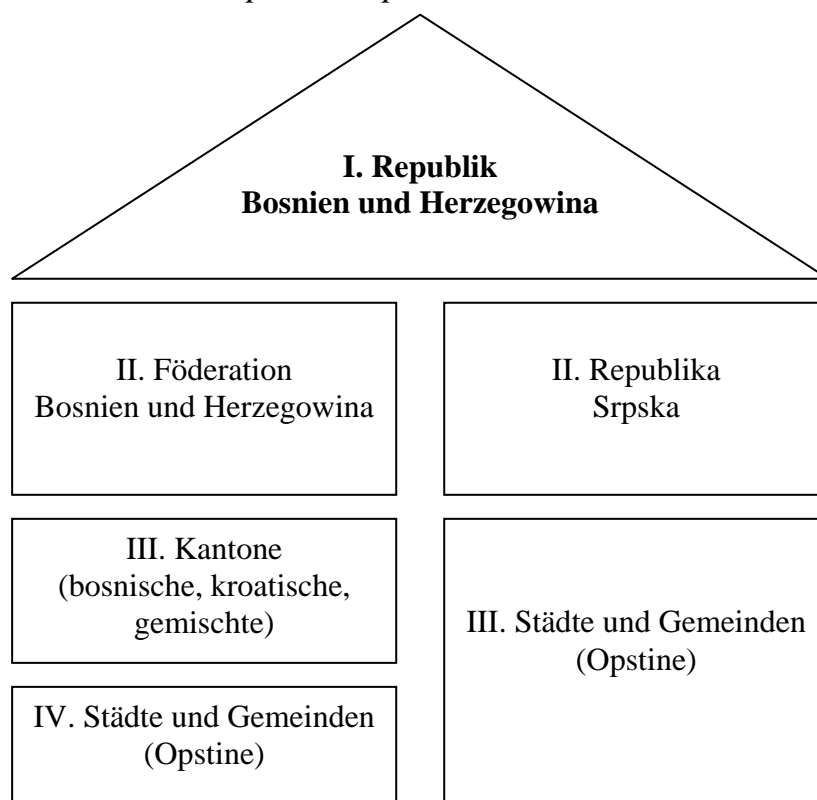 I. Republik
Bosnien und Herzegowina
II. Föderation
Bosnien und Herzegowina
II. Republika
Srpska
III. Kantone
(bosnische, kroatische,
gemischte)
III. Städte und Gemeinden
(Opstine)
IV. Städte und Gemeinden
(Opstine)